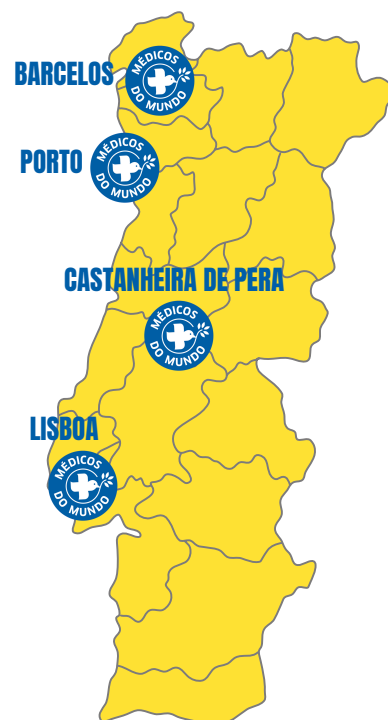 BARCELOS
MÉDICOS
DO MUNDO
PORTO
MÉDICOS
DO MUNDO
CASTANHEIRA DE PERA
MÉDICOS
DO MUNDO
LISBOA
MÉDICOS
DO MUNDO